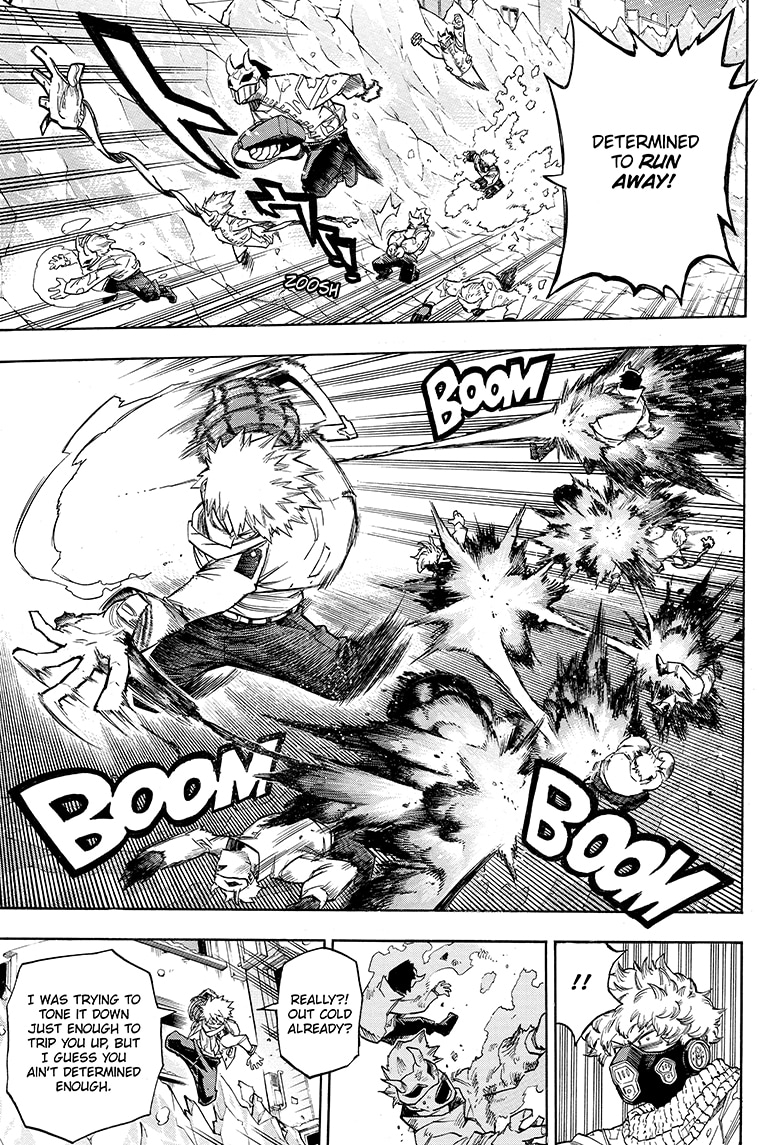 DETERMINED
TO RUN
AWAY!
ZOOSH
BOOM
BOOM
BOOM
!!
REALLY?!
OUT COLD
ALREADY?
I WAS TRYING TO
TONE IT DOWN
JUST ENOUGH TO
TRIP YOU UP, BUT
I GUESS YOU
AIN'T DETERMINED
ENOUGH.